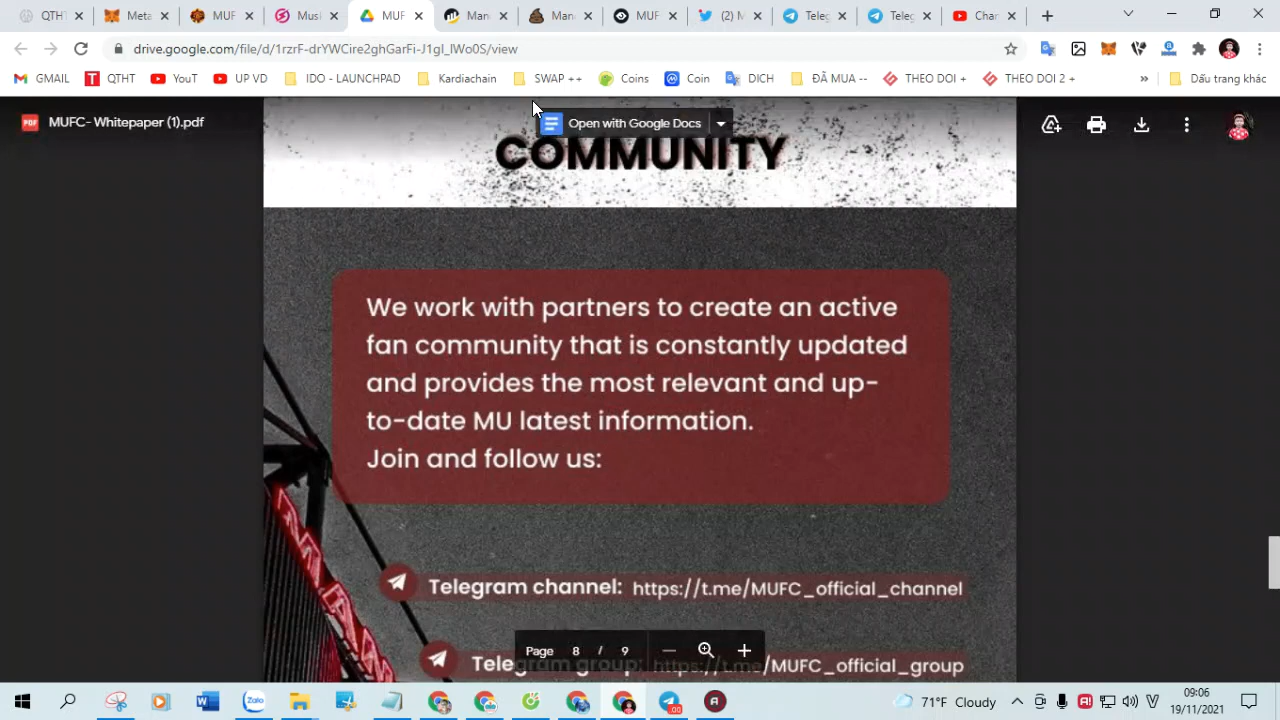 QTHT
Meta
MUF
Musi
MUF
Man
Man
MUF
(2) M
Teleg
Teleg
Char
drive.google.com/file/d/1rzrF-drYWCire2ghGarFi-J1gI_lWo0S/view
GMAIL
QTHT
YouT
UP VD
IDO - LAUNCHPAD
Kardiachain
SWAP ++
Coins
Coin
DICH
ĐÃ MUA --
THEO DOI +
THEO DOI 2 +
»
Dấu trang khác
PDF
MUFC- Whitepaper (1).pdf
Open with Google Docs
COMMUNITY
We work with partners to create an active
fan community that is constantly updated
and provides the most relevant and up-
to-date MU latest information.
Join and follow us:
Telegram channel: https://t.me/MUFC_official_channel
Telegram group: https://t.me/MUFC_official_group
Page 8 / 9
71°F Cloudy
09:06
19/11/2021